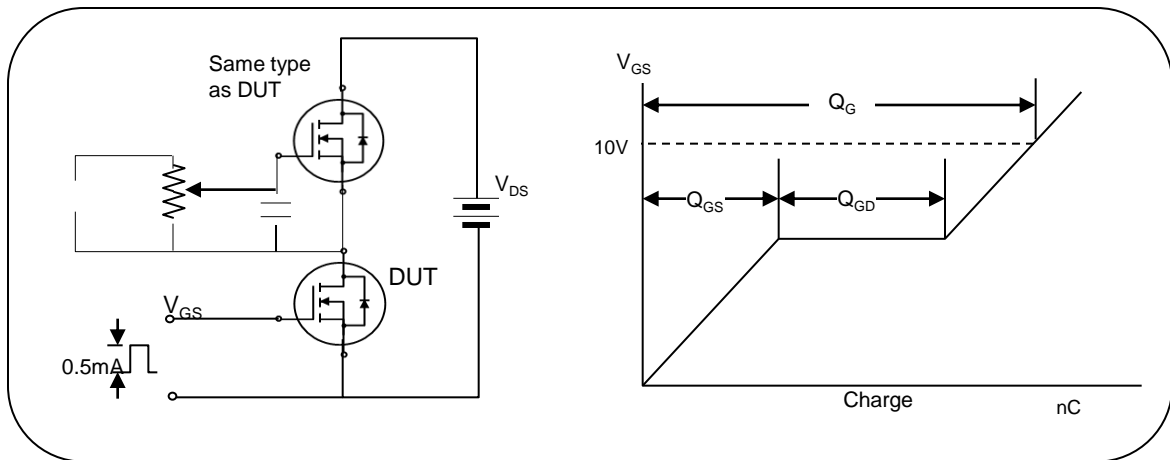 Same type
as DUT
V_DS
DUT
V_GS
0.5mA
V_GS
Q_G
10V
Q_GS
Q_GD
Charge
nC